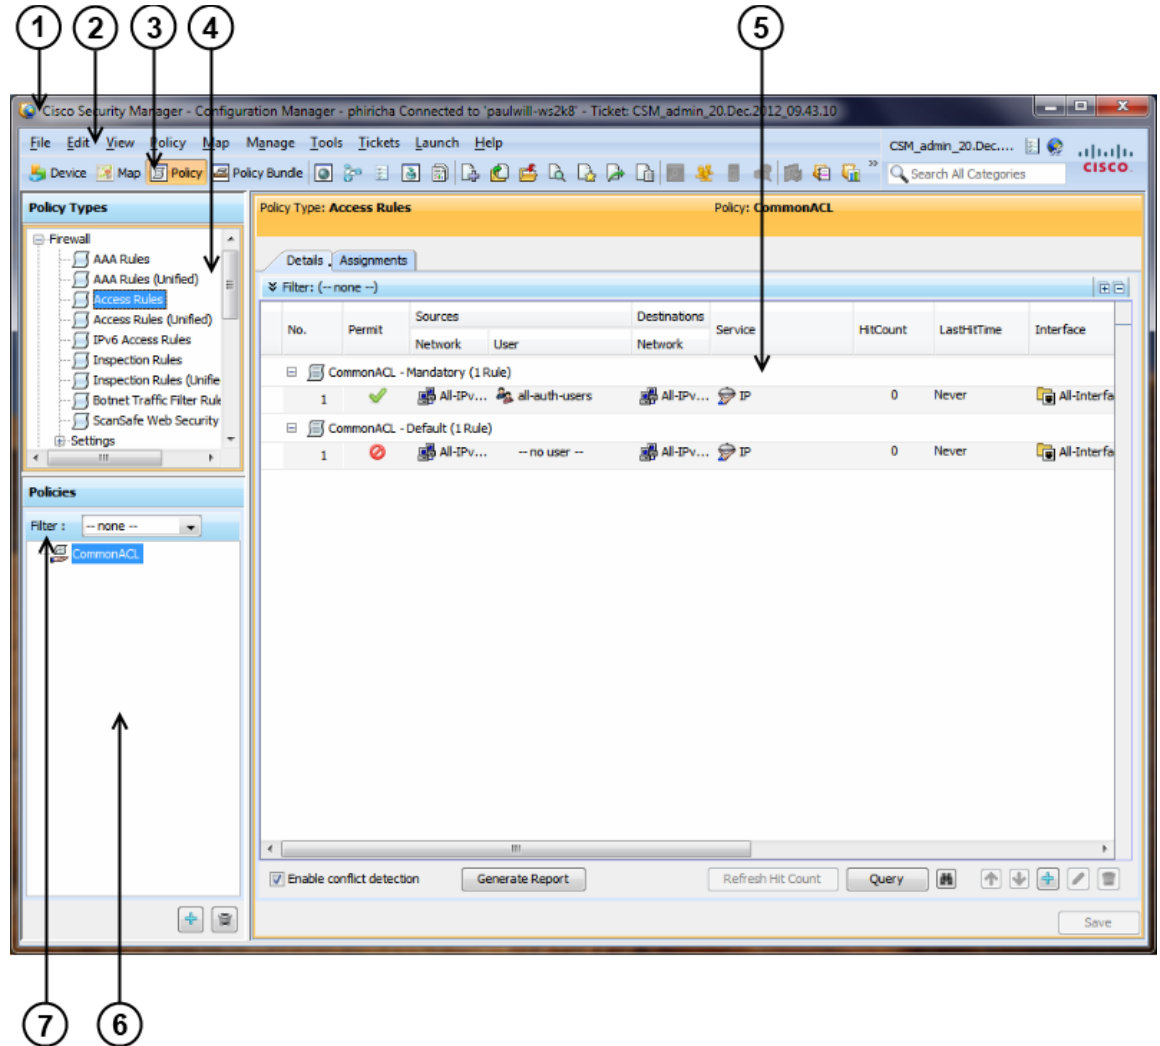 1 2 3 4 5
Cisco Security Manager - Configuration Manager - phiricha Connected to 'paulwill-ws2k8' - Ticket: CSM_admin_20.Dec.2012_09.43.10
File Edit View Policy Map Manage Tools Tickets Launch Help
CSM_admin_20.Dec....
Device Map Policy Policy Bundle
Search All Categories
CISCO
Policy Types
Policy Type: Access Rules Policy: CommonACL
Firewall
AAA Rules
AAA Rules (Unified)
Access Rules
Access Rules (Unified)
IPv6 Access Rules
Inspection Rules
Inspection Rules (Unifie
Botnet Traffic Filter Rule
ScanSafe Web Security
Settings
Policies
Filter : -- none --
CommonACL
Details Assignments
Filter: (-- none --)
No. Permit Sources Destinations Service HitCount LastHitTime Interface
Network User Network
CommonACL - Mandatory (1 Rule)
1 All-IPv... all-auth-users All-IPv... IP 0 Never All-Interfa
CommonACL - Default (1 Rule)
1 All-IPv... -- no user -- All-IPv... IP 0 Never All-Interfa
Enable conflict detection Generate Report Refresh Hit Count Query
Save
7 6